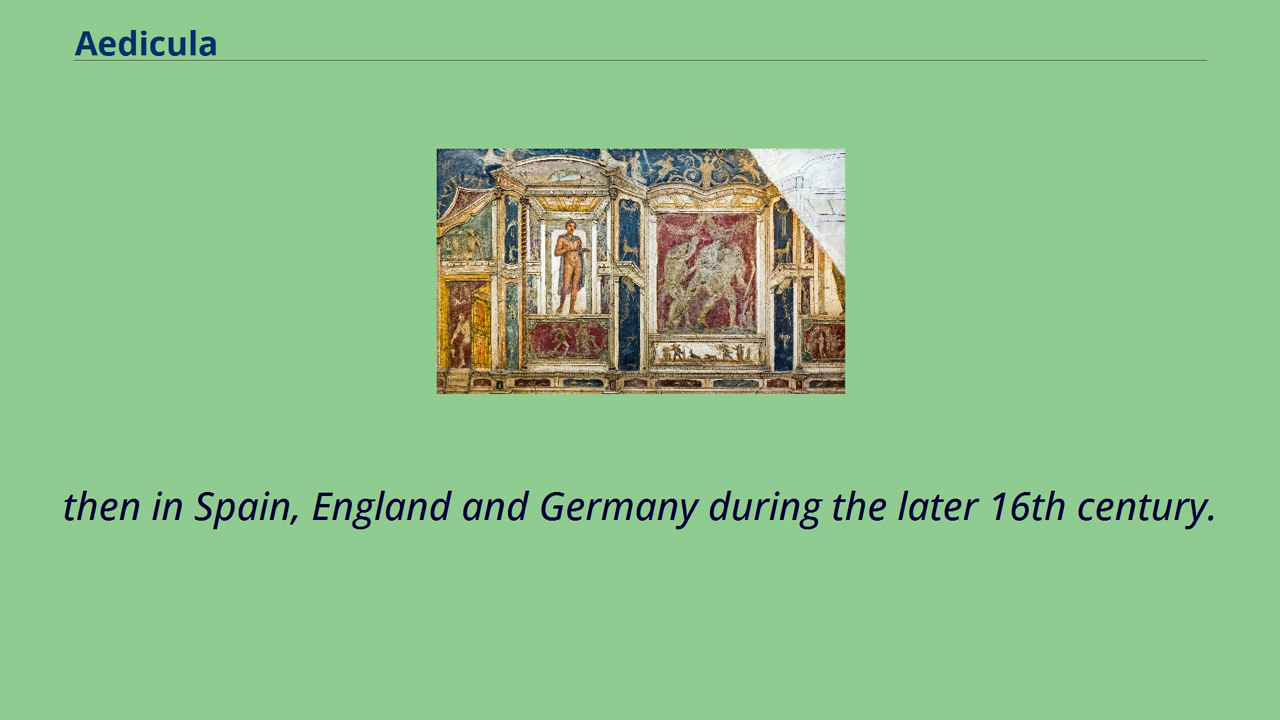 Aedicula
then in Spain, England and Germany during the later 16th century.